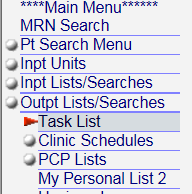 ****Main Menu******
MRN Search
Pt Search Menu
Inpt Units
Inpt Lists/Searches
Outpt Lists/Searches
Task List
Clinic Schedules
PCP Lists
My Personal List 2